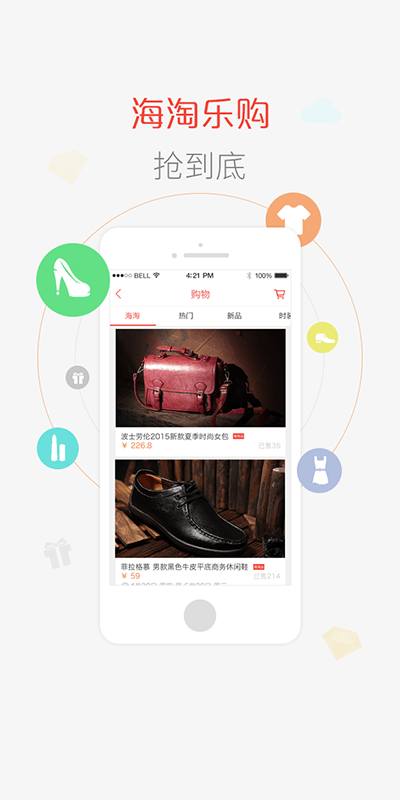 海淘乐购
抢到底
BELL 4:21 PM 100%
购物
海淘 热门 新品
波士劳伦2015新款夏季时尚女包
¥ 226.8 已售35
菲拉格慕 男款黑色牛皮平底商务休闲鞋
¥ 59 已售214